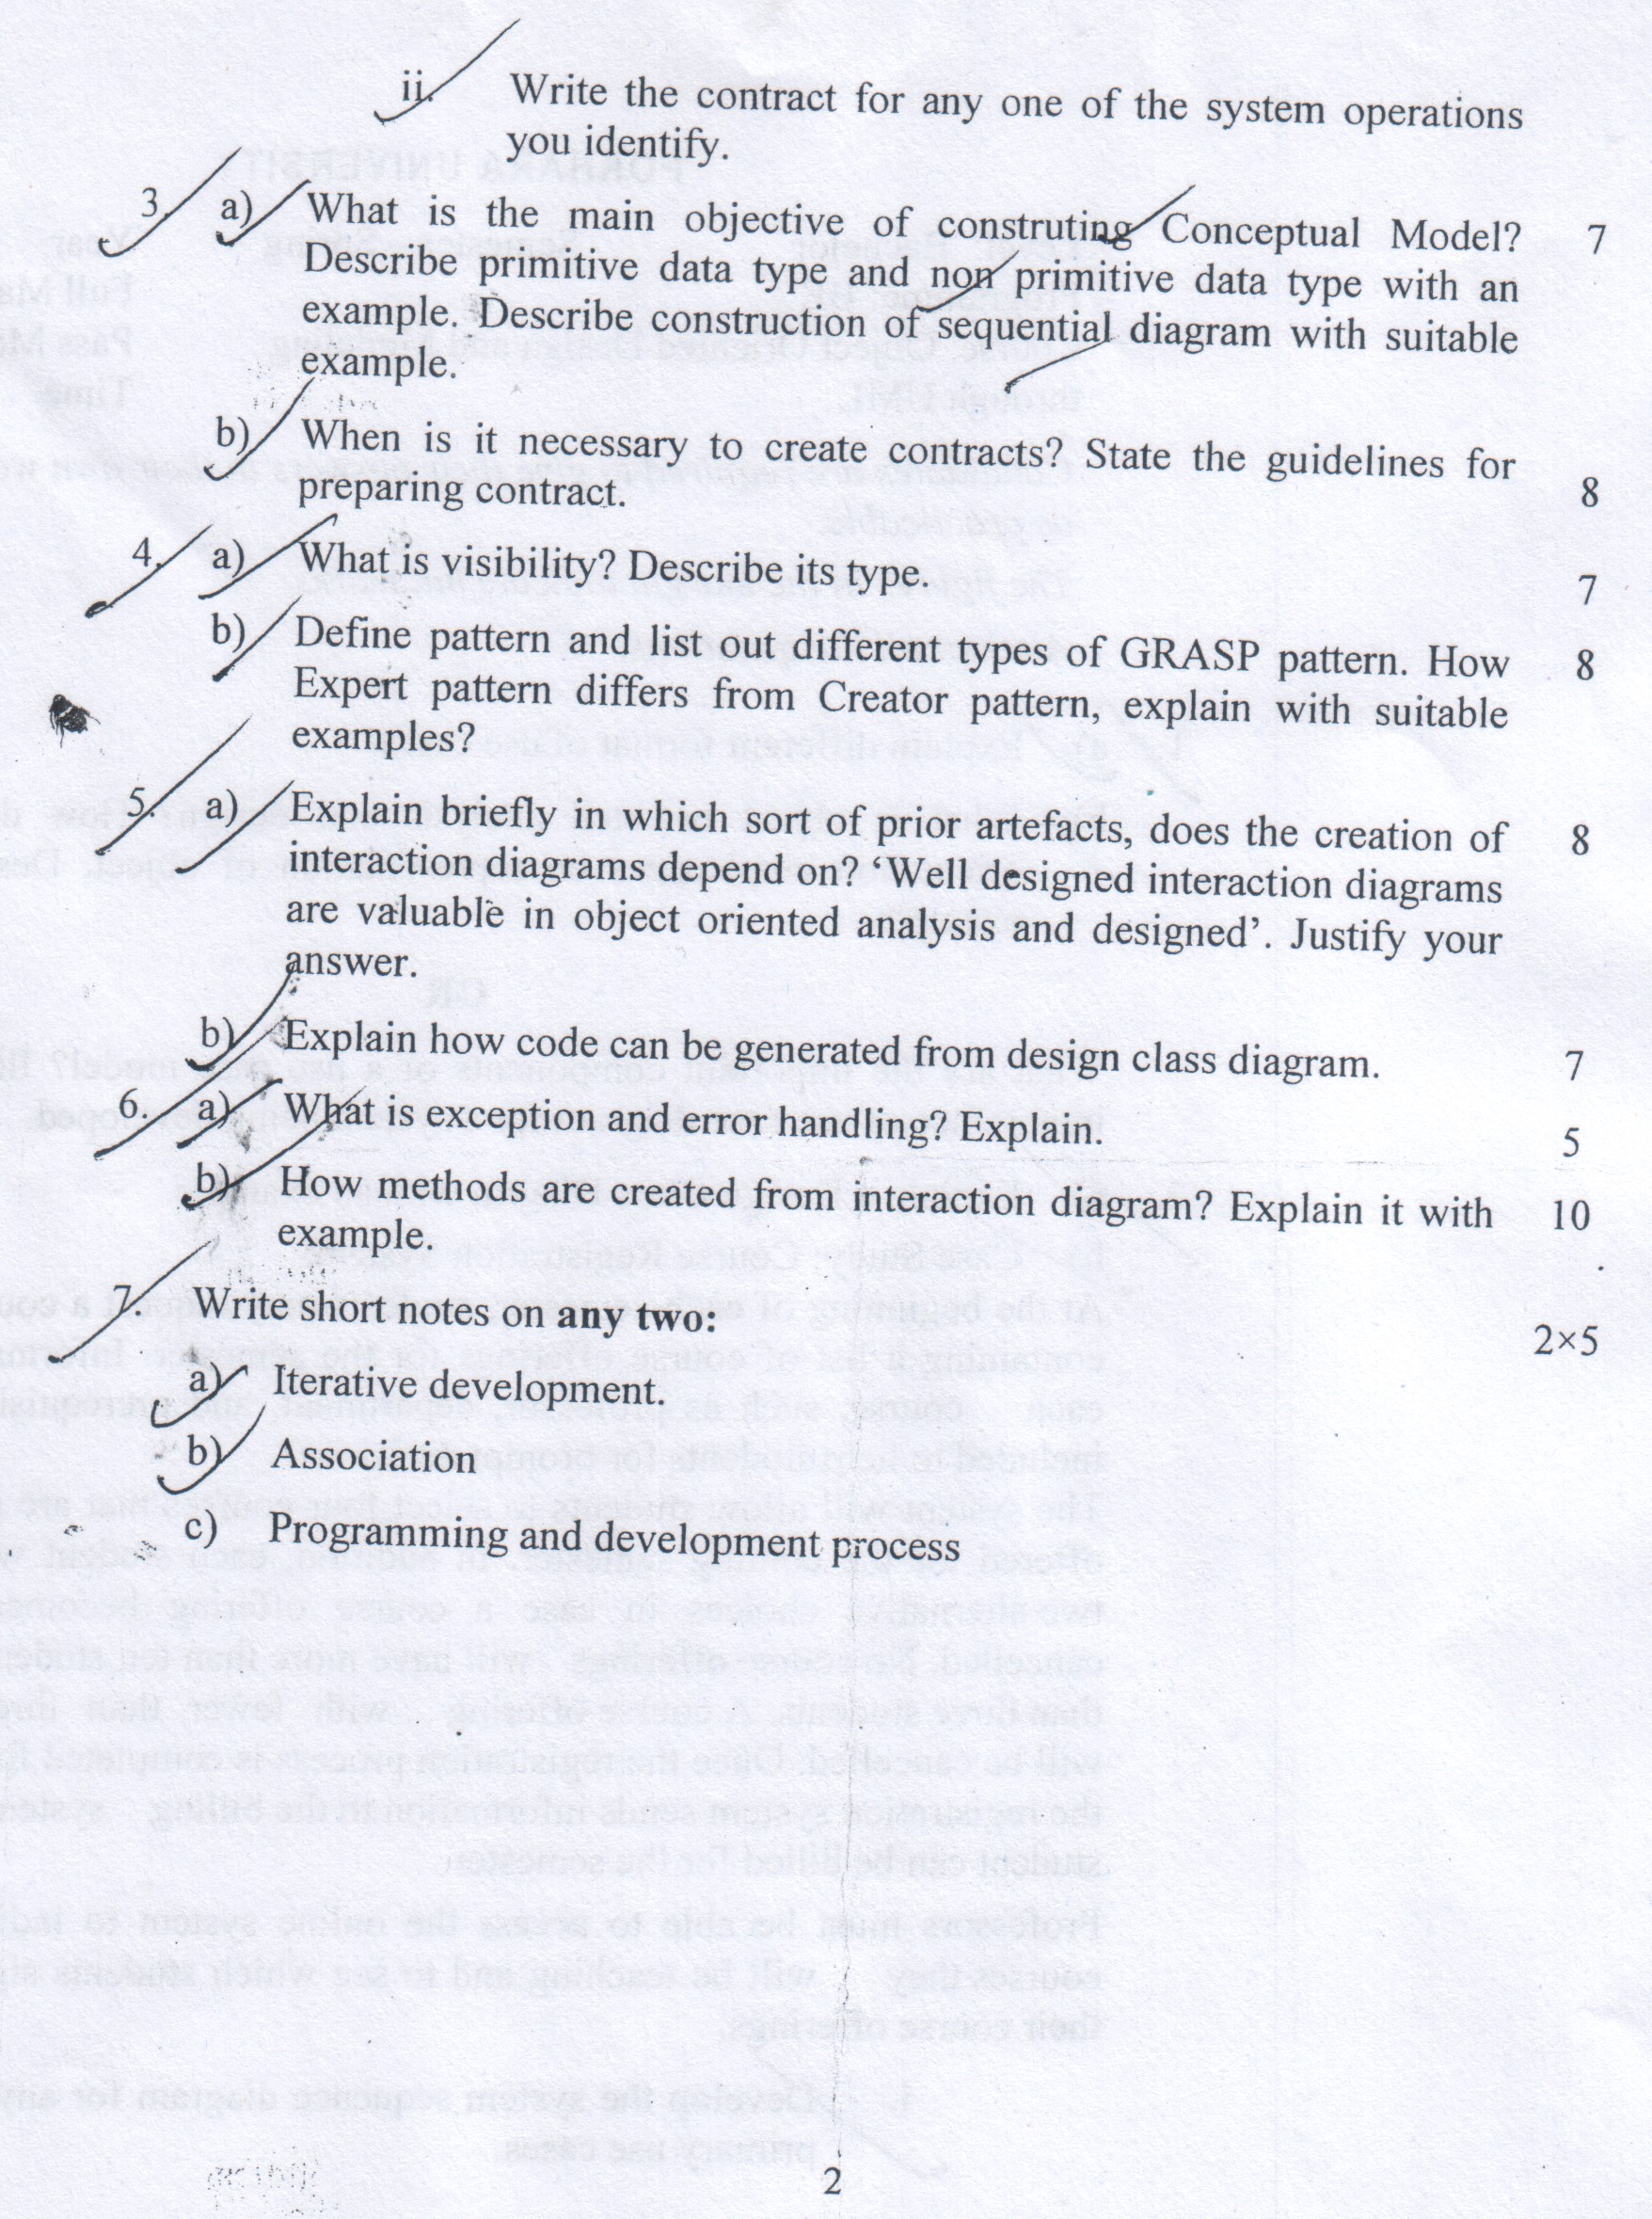 ii. Write the contract for any one of the system operations
you identify.
3. a) What is the main objective of construting Conceptual Model? 7
Describe primitive data type and non primitive data type with an
example. Describe construction of sequential diagram with suitable
example.
b) When is it necessary to create contracts? State the guidelines for
preparing contract. 8
4. a) What is visibility? Describe its type. 7
b) Define pattern and list out different types of GRASP pattern. How 8
Expert pattern differs from Creator pattern, explain with suitable
examples?
5. a) Explain briefly in which sort of prior artefacts, does the creation of 8
interaction diagrams depend on? ‘Well designed interaction diagrams
are valuable in object oriented analysis and designed’. Justify your
answer.
b) Explain how code can be generated from design class diagram. 7
6. a) What is exception and error handling? Explain. 5
b) How methods are created from interaction diagram? Explain it with 10
example.
7. Write short notes on any two: 2×5
a) Iterative development.
b) Association
c) Programming and development process
2